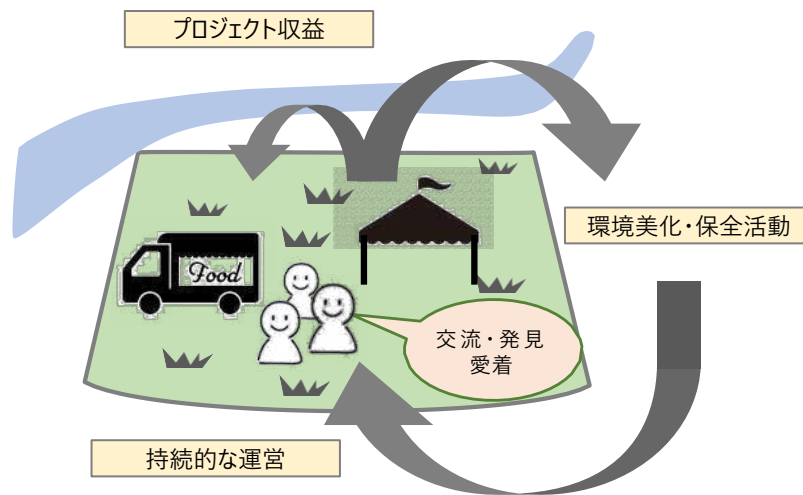 プロジェクト収益
環境美化・保全活動
Food
交流・発見
愛着
持続的な運営